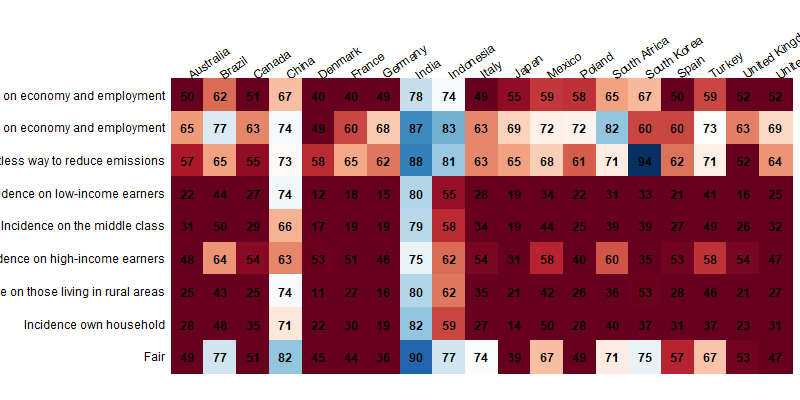 Australia Brazil Canada China Denmark France Germany India Indonesia Italy Japan Mexico Poland South Africa South Korea Spain Turkey United
on economy and employment 50 62 51 67 40 40 49 78 74 49 55 59 58 65 67 50 59 52 52
on economy and employment 65 77 63 74 49 60 68 87 83 63 69 72 72 82 60 60 73 63 69
way to reduce emissions 57 65 55 73 58 65 62 88 81 63 65 68 61 71 94 62 71 52 64
on low-income earners 22 44 27 74 12 18 15 80 55 28 19 34 22 31 33 21 41 16 25
Incidence on the middle class 31 50 29 66 17 19 19 79 58 34 19 44 25 39 39 27 49 26 32
on high-income earners 48 64 54 63 53 51 46 75 62 54 31 58 40 60 35 53 58 54 47
on those living in rural areas 25 43 25 74 11 27 16 80 62 35 21 42 26 36 53 28 46 21 27
Incidence own household 28 48 35 71 22 30 19 82 59 27 14 50 28 40 37 31 37 23 31
Fair 49 77 51 82 45 44 36 90 77 74 39 67 49 71 75 57 67 53 47